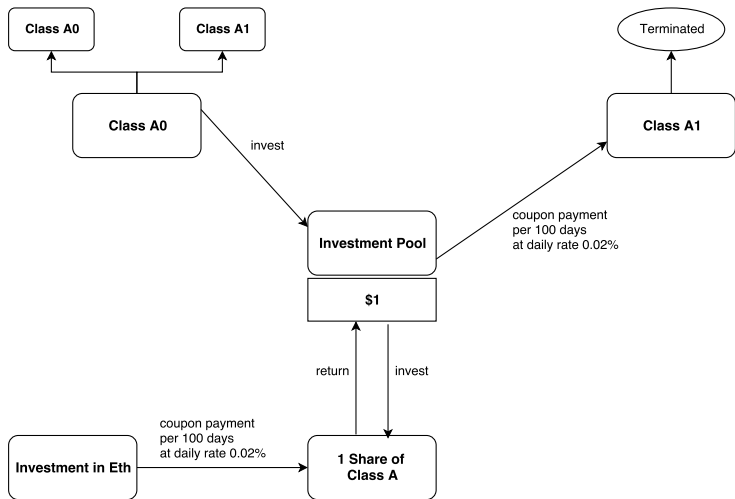 Class A0
Class A1
Terminated
Class A0
Class A1
invest
coupon payment
per 100 days
at daily rate 0.02%
Investment Pool
$1
return
invest
coupon payment
per 100 days
at daily rate 0.02%
Investment in Eth
1 Share of
Class A